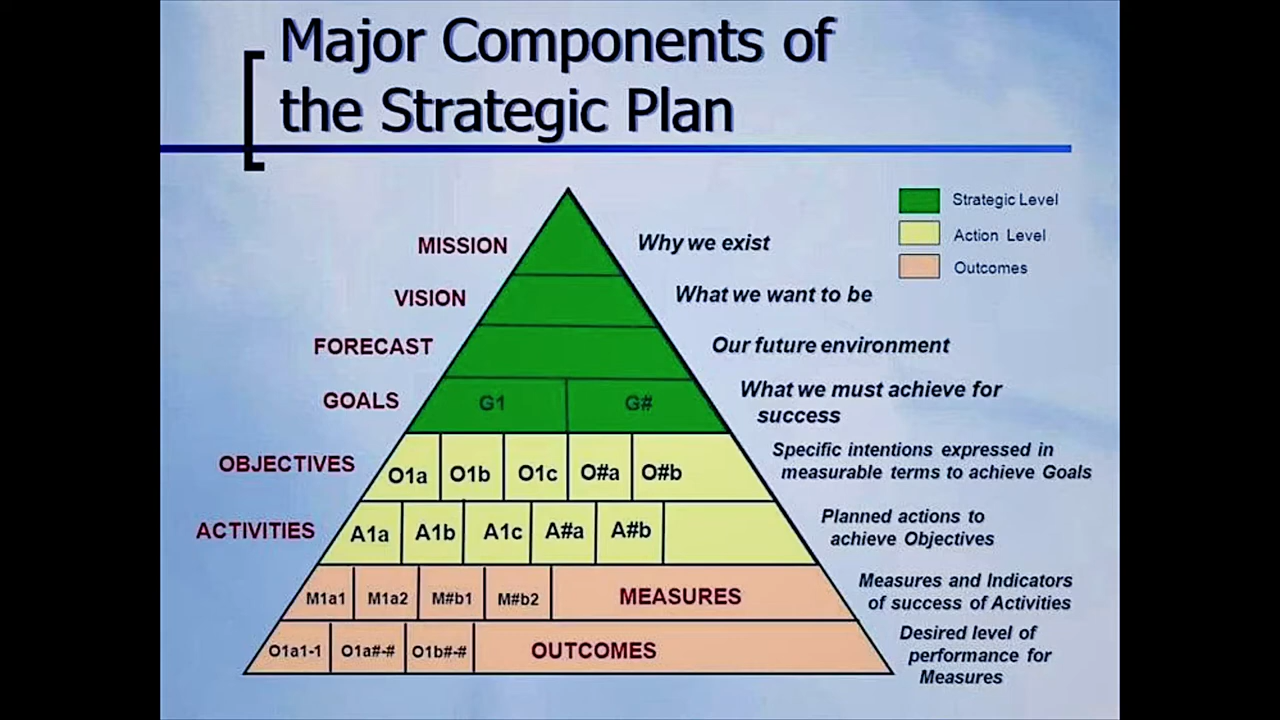 Major Components of
the Strategic Plan
Strategic Level
Action Level
Outcomes
MISSION
Why we exist
VISION
What we want to be
FORECAST
Our future environment
GOALS
G1
G#
What we must achieve for
success
OBJECTIVES
O1a
O1b
O1c
O#a
O#b
Specific intentions expressed in
measurable terms to achieve Goals
ACTIVITIES
A1a
A1b
A1c
A#a
A#b
Planned actions to
achieve Objectives
M1a1
M1a2
M#b1
M#b2
MEASURES
Measures and Indicators
of success of Activities
O1a1-1
O1a#-#
O1b#-#
OUTCOMES
Desired level of
performance for
Measures